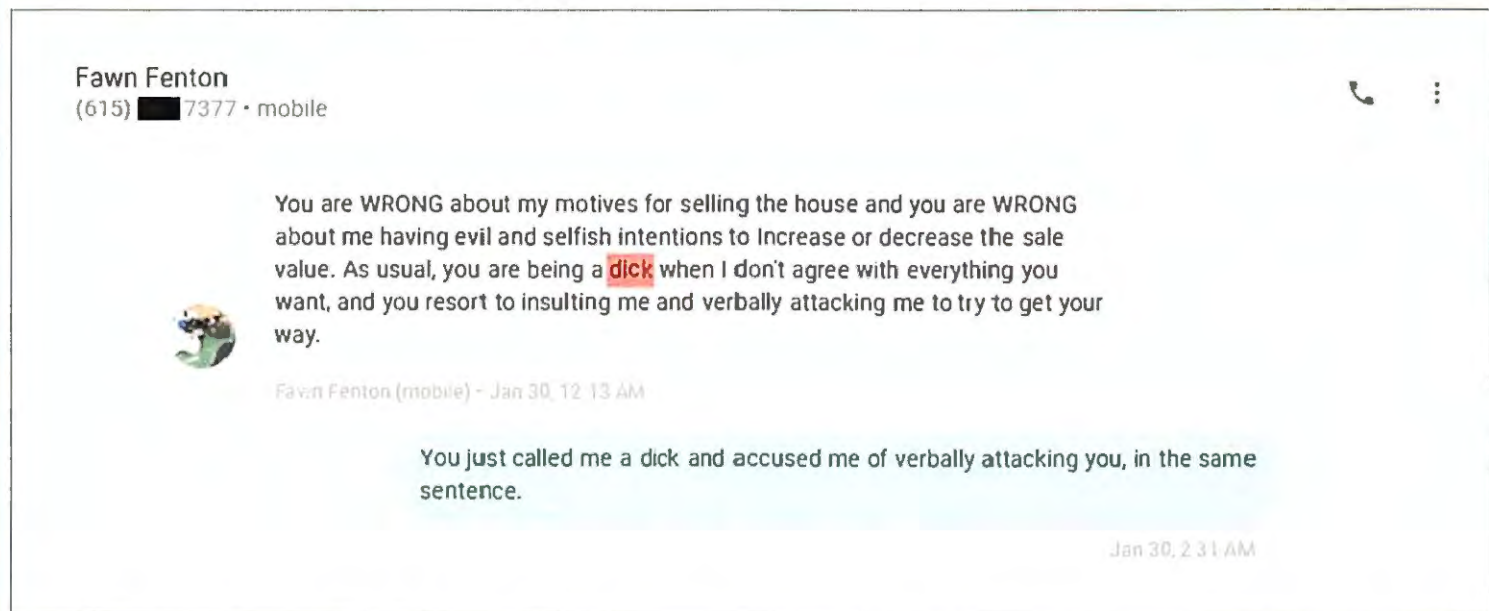 Fawn Fenton
(615) 7377 • mobile
You are WRONG about my motives for selling the house and you are WRONG
about me having evil and selfish intentions to Increase or decrease the sale
value. As usual, you are being a dick when I don't agree with everything you
want, and you resort to insulting me and verbally attacking me to try to get your
way.
Fawn Fenton (mobile) - Jan 30, 12 13 AM
You just called me a dick and accused me of verbally attacking you, in the same
sentence.
Jan 30, 2 31 AM